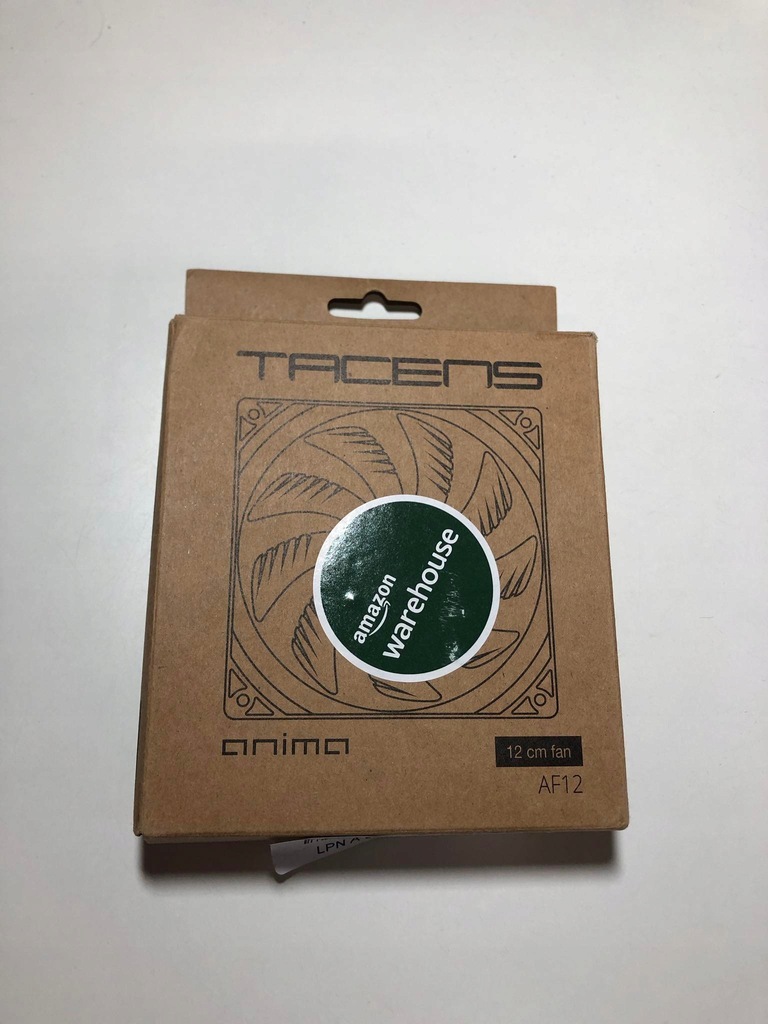 TACENS
amazon
warehouse
anima
12 cm fan
AF12
LPN